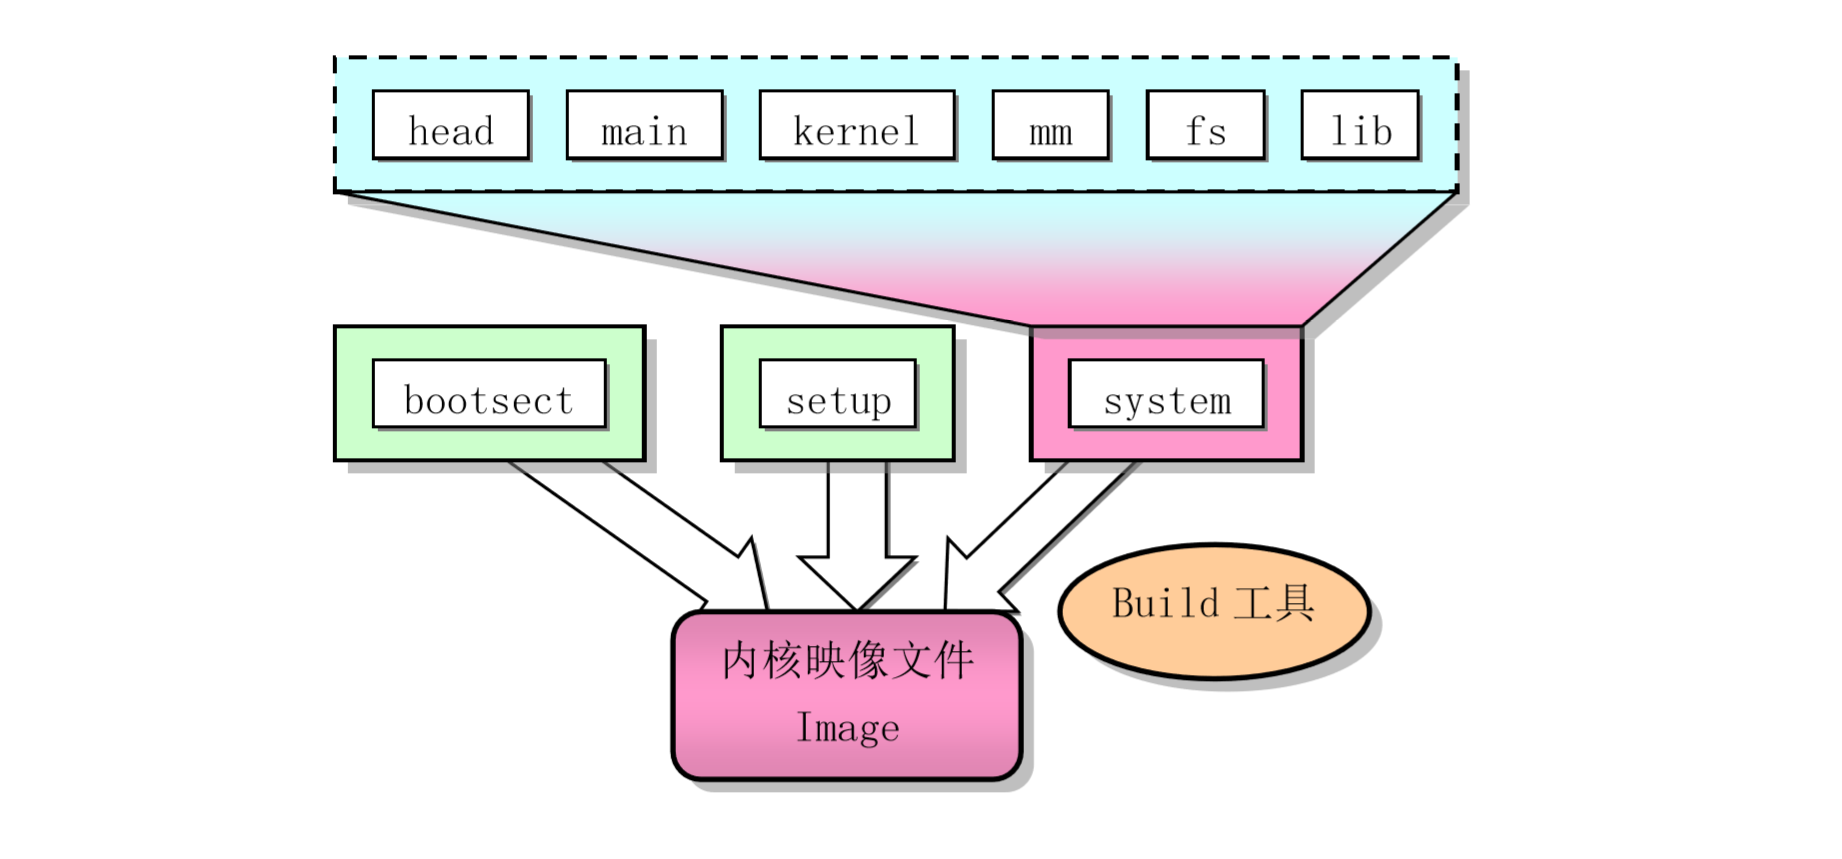 head
main
kernel
mm
fs
lib
bootsect
setup
system
Build 工具
内核映像文件
Image